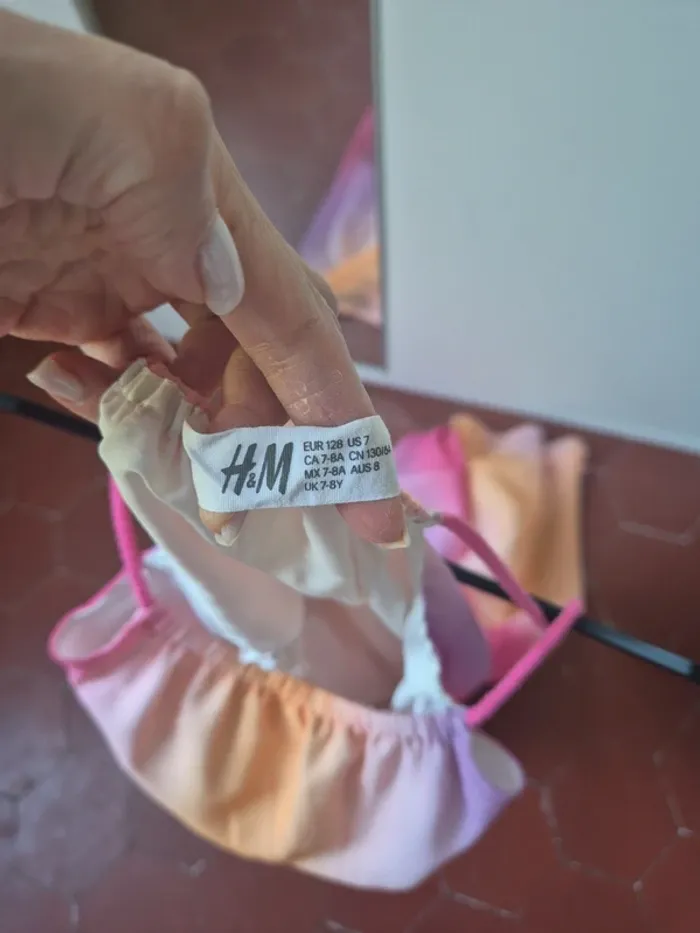 H&M
EUR 128 US 7
CA 7-8A CN 130/64
MX 7-8A AUS 8
UK 7-8Y